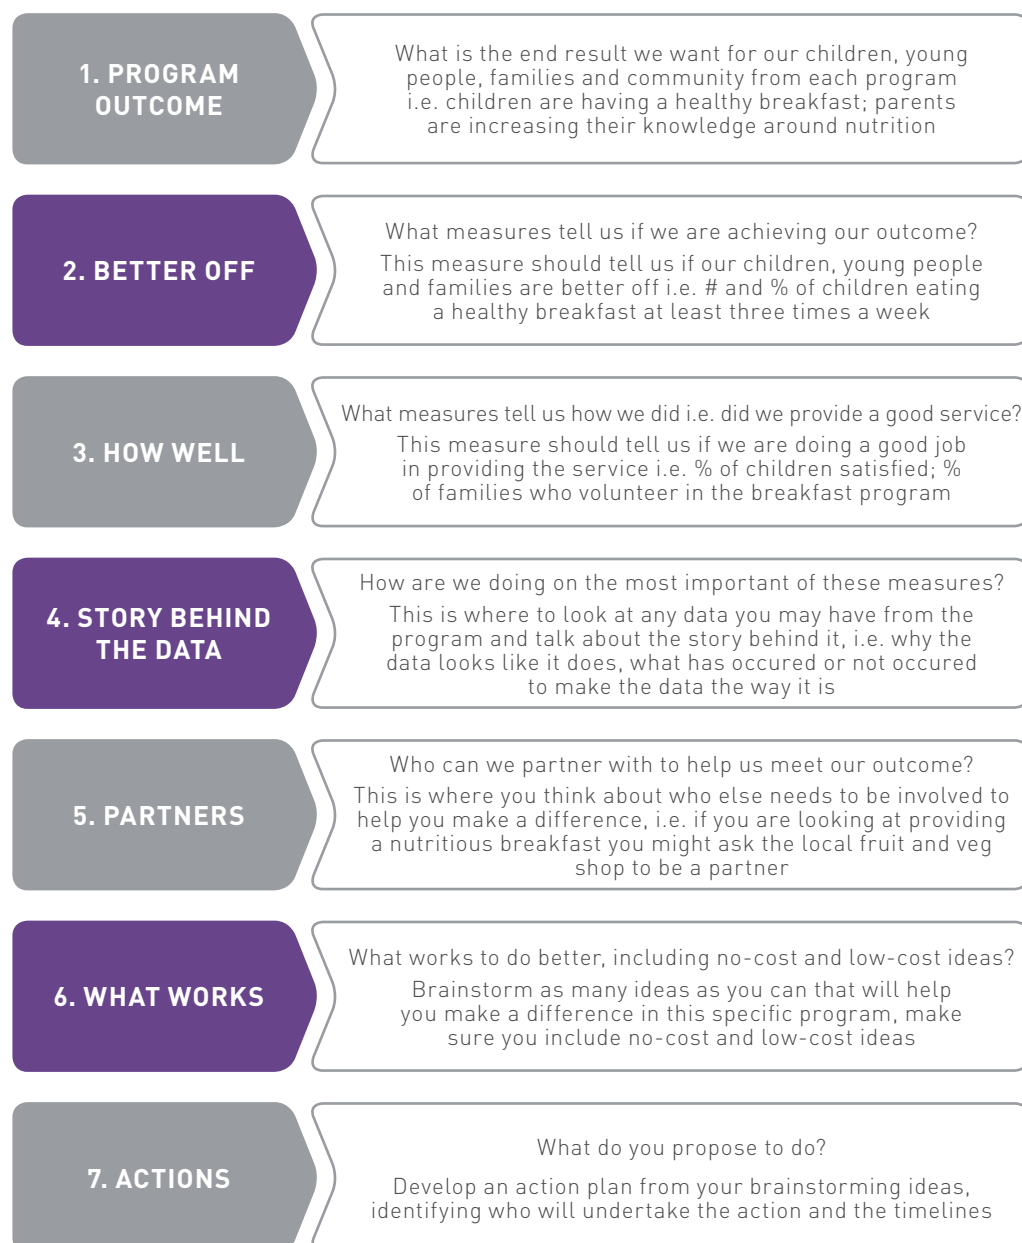 1. PROGRAM
OUTCOME
What is the end result we want for our children, young
people, families and community from each program
i.e. children are having a healthy breakfast; parents
are increasing their knowledge around nutrition
2. BETTER OFF
What measures tell us if we are achieving our outcome?
This measure should tell us if our children, young people
and families are better off i.e. # and % of children eating
a healthy breakfast at least three times a week
3. HOW WELL
What measures tell us how we did i.e. did we provide a good service?
This measure should tell us if we are doing a good job
in providing the service i.e. % of children satisfied; %
of families who volunteer in the breakfast program
4. STORY BEHIND
THE DATA
How are we doing on the most important of these measures?
This is where to look at any data you may have from the
program and talk about the story behind it, i.e. why the
data looks like it does, what has occured or not occured
to make the data the way it is
5. PARTNERS
Who can we partner with to help us meet our outcome?
This is where you think about who else needs to be involved to
help you make a difference, i.e. if you are looking at providing
a nutritious breakfast you might ask the local fruit and veg
shop to be a partner
6. WHAT WORKS
What works to do better, including no-cost and low-cost ideas?
Brainstorm as many ideas as you can that will help
you make a difference in this specific program, make
sure you include no-cost and low-cost ideas
7. ACTIONS
What do you propose to do?
Develop an action plan from your brainstorming ideas,
identifying who will undertake the action and the timelines